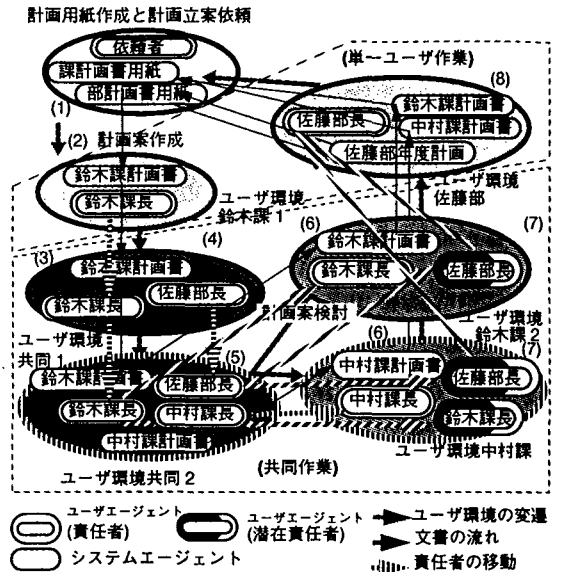 計画用紙作成と計画立案依頼
依頼者
課計画書用紙
部計画書用紙
(1)
(2)
計画案作成
鈴木課計画書
鈴木課長
ユーザ環境
鈴木課1
(単一ユーザ作業)
(8)
鈴木課計画書
佐藤部長
中村課計画書
佐藤部年度計画
ユーザ環境
佐藤部
(3)
(4)
鈴木課計画書
佐藤部長
鈴木課長
ユーザ環境
共同1
(6)
(7)
鈴木課計画書
鈴木課長
佐藤部長
計画案検討
ユーザ環境
鈴木課2
(5)
鈴木課計画書
佐藤部長
鈴木課長
中村課長
中村課計画書
ユーザ環境共同2
(6)
(7)
中村課計画書
佐藤部長
中村課長
鈴木課長
ユーザ環境中村課
(共同作業)
ユーザエージェント
(責任者)
ユーザエージェント
(潜在責任者)
システムエージェント
ユーザ環境の変遷
文書の流れ
責任者の移動